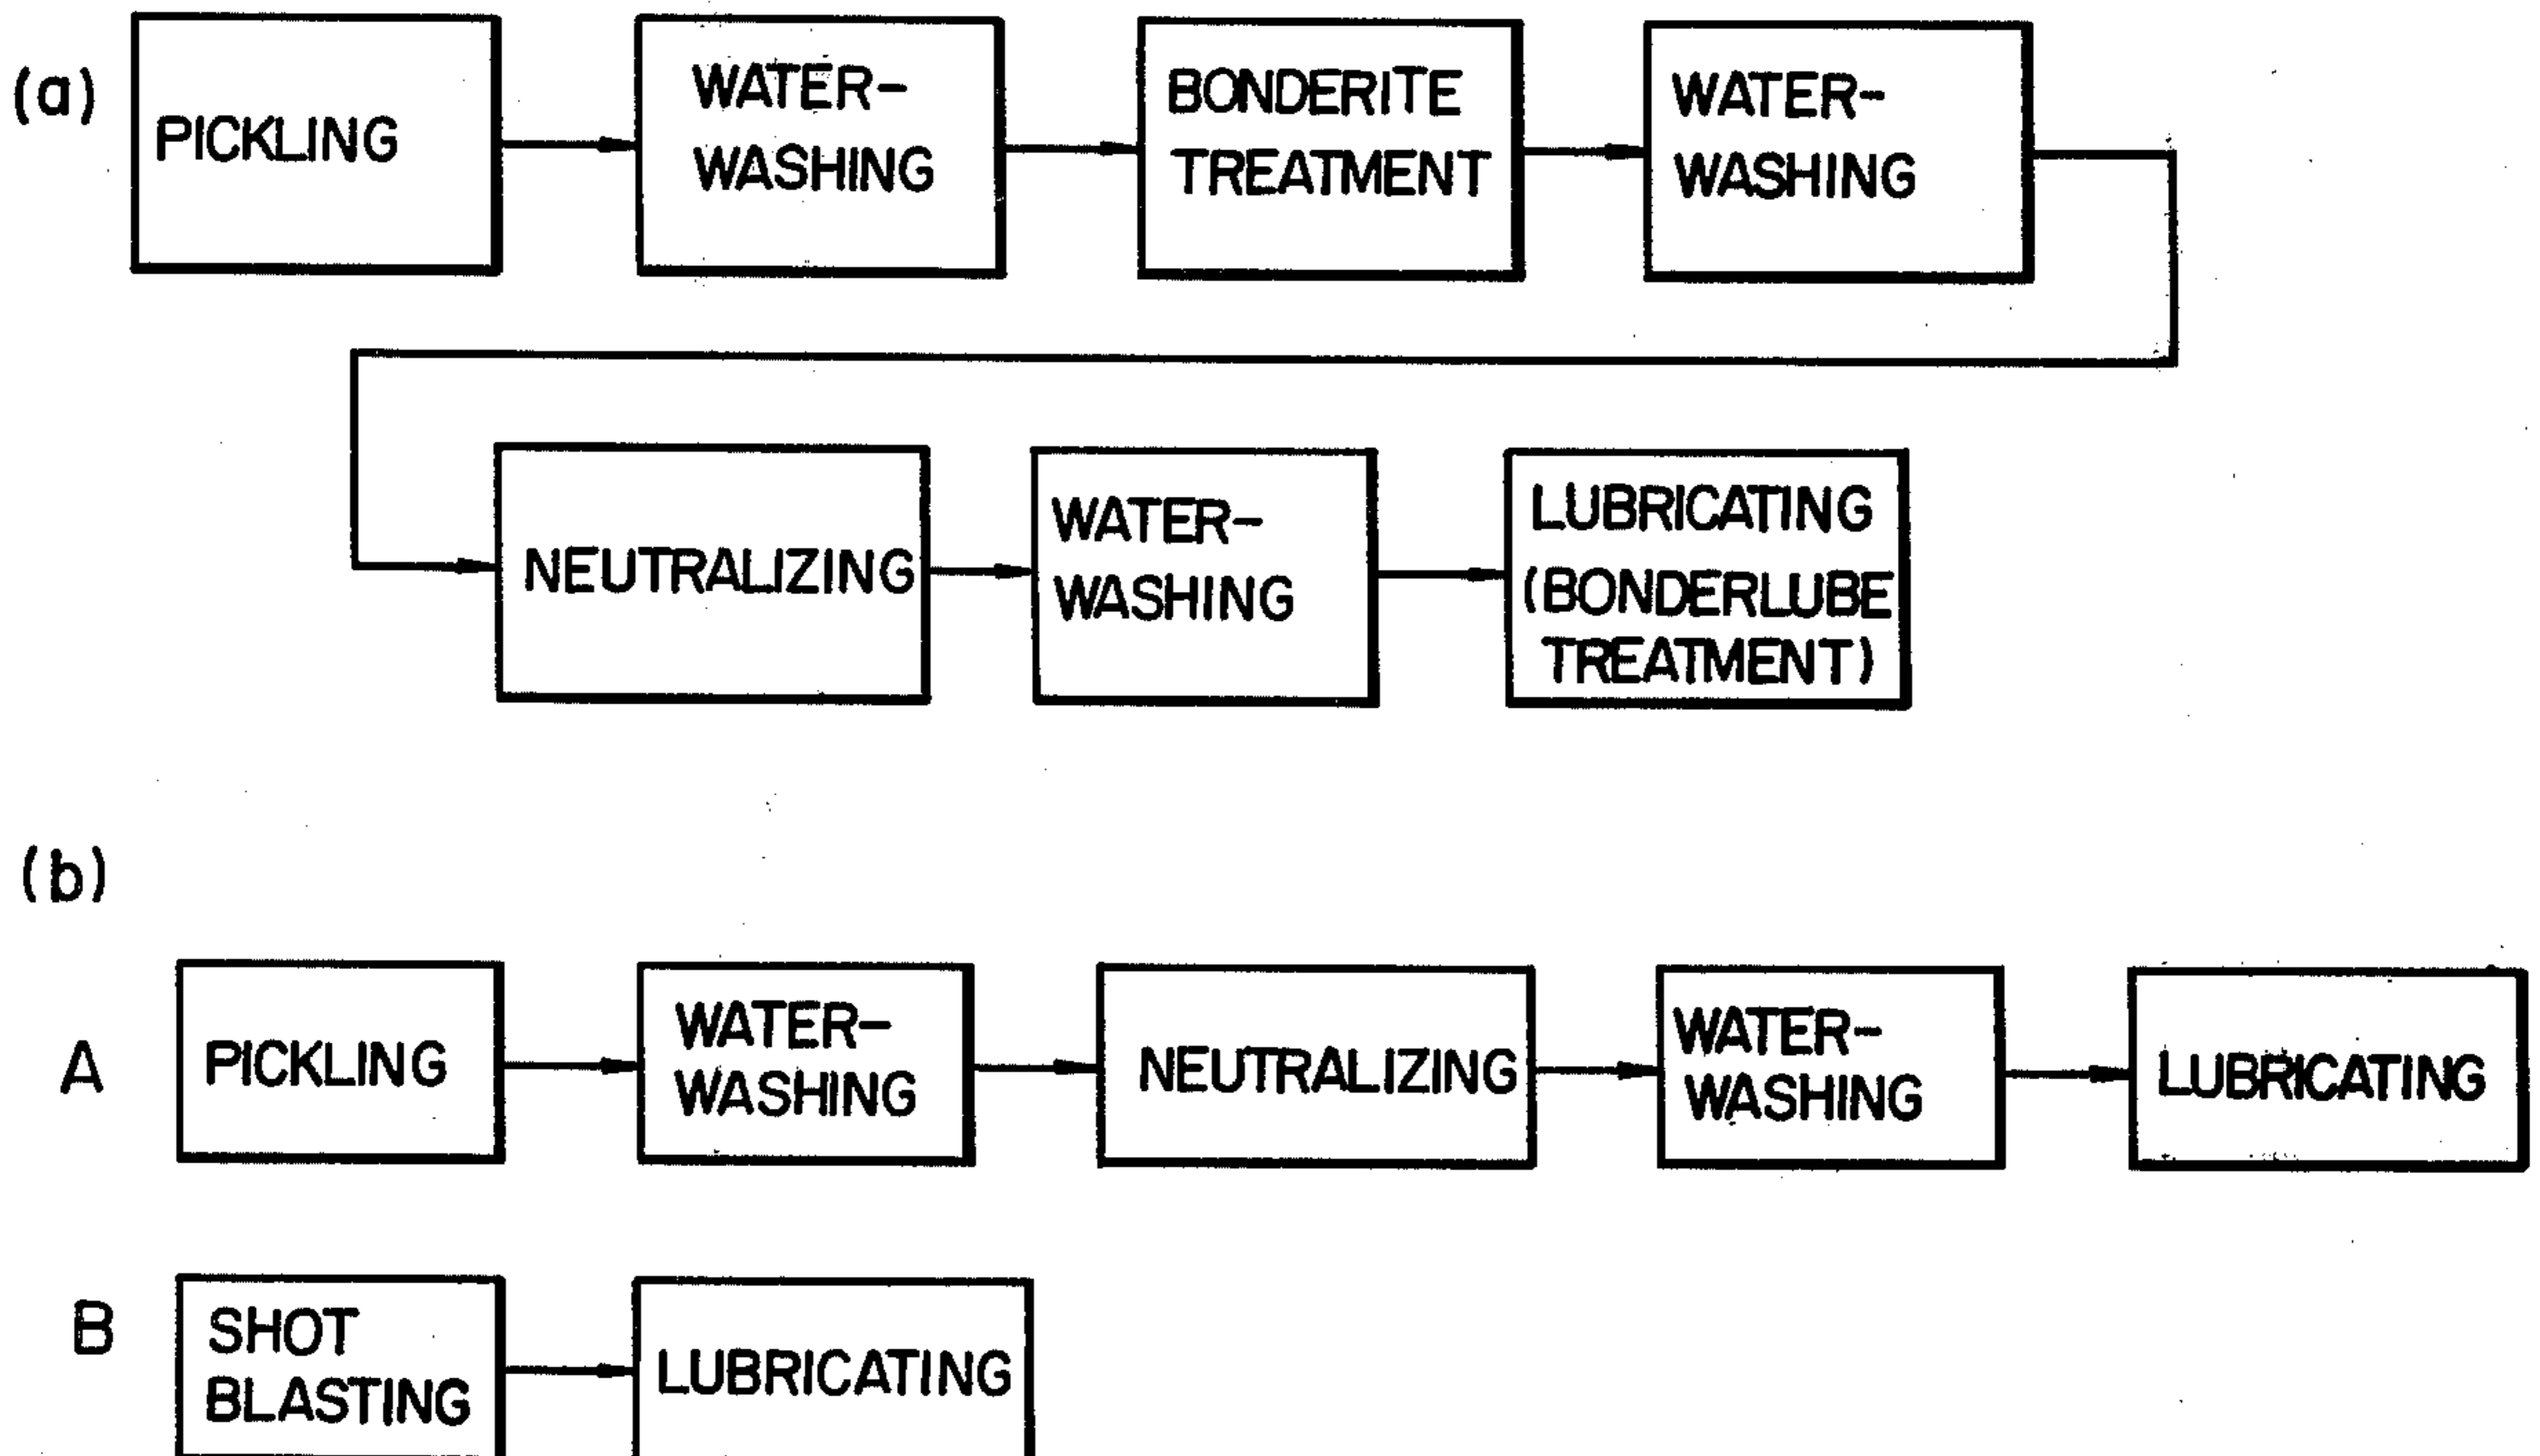 (a)
PICKLING
WATER-
WASHING
BONDERITE
TREATMENT
WATER-
WASHING
NEUTRALIZING
WATER-
WASHING
LUBRICATING
(BONDERLUBE
TREATMENT)
(b)
A
PICKLING
WATER-
WASHING
NEUTRALIZING
WATER-
WASHING
LUBRICATING
B
SHOT
BLASTING
LUBRICATING